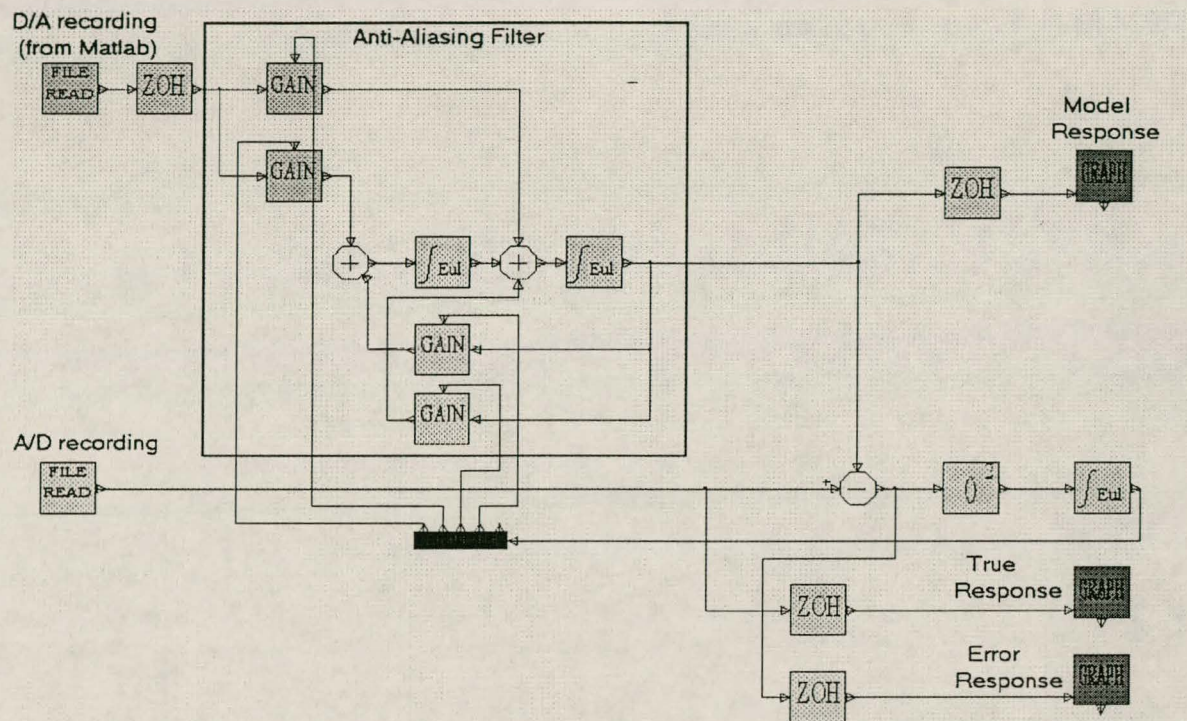 D/A recording
(from Matlab)
Anti-Aliasing Filter
FILE
READ
ZOH
GAIN
GAIN
Model
Response
GRAPH
ZOH
+
∫Eul
+
∫Eul
GAIN
GAIN
A/D recording
FILE
READ
+
-
()²
∫Eul
True
Response
GRAPH
ZOH
Error
Response
GRAPH
ZOH